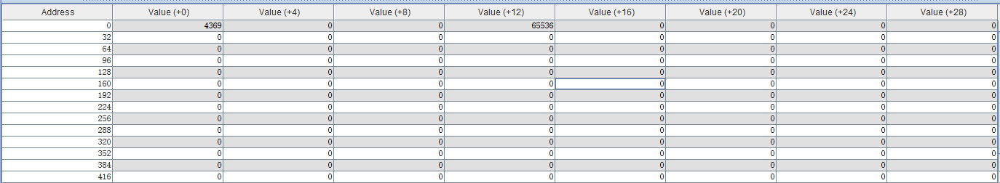 Address Value (+0) Value (+4) Value (+8) Value (+12) Value (+16) Value (+20) Value (+24) Value (+28)
0 4369 0 0 65536 0 0 0 0
32 0 0 0 0 0 0 0 0
64 0 0 0 0 0 0 0 0
96 0 0 0 0 0 0 0 0
128 0 0 0 0 0 0 0 0
160 0 0 0 0 0 0 0 0
192 0 0 0 0 0 0 0 0
224 0 0 0 0 0 0 0 0
256 0 0 0 0 0 0 0 0
288 0 0 0 0 0 0 0 0
320 0 0 0 0 0 0 0 0
352 0 0 0 0 0 0 0 0
384 0 0 0 0 0 0 0 0
416 0 0 0 0 0 0 0 0